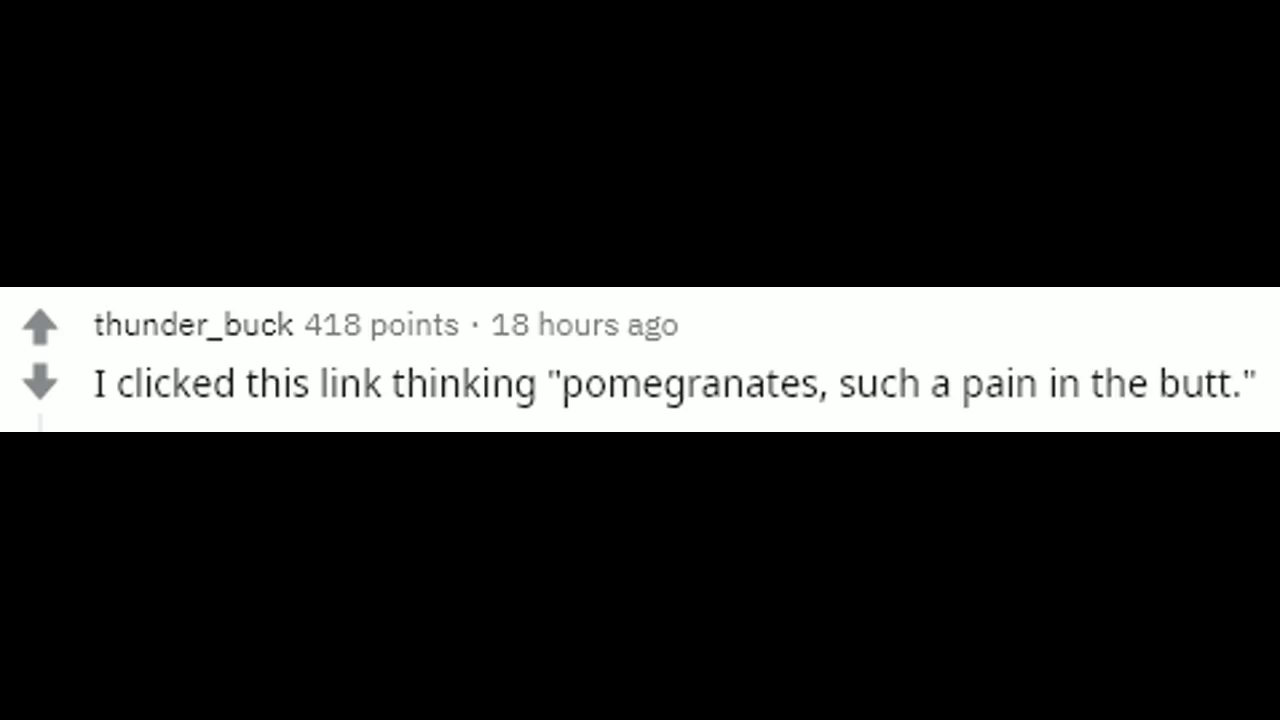 thunder_buck 418 points · 18 hours ago
I clicked this link thinking "pomegranates, such a pain in the butt."